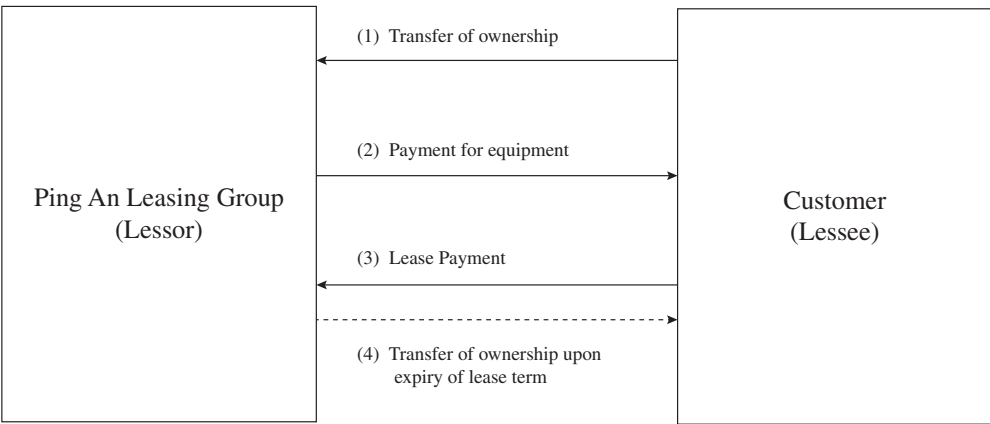 (1) Transfer of ownership
(2) Payment for equipment
Ping An Leasing Group
(Lessor)
Customer
(Lessee)
(3) Lease Payment
(4) Transfer of ownership upon
expiry of lease term